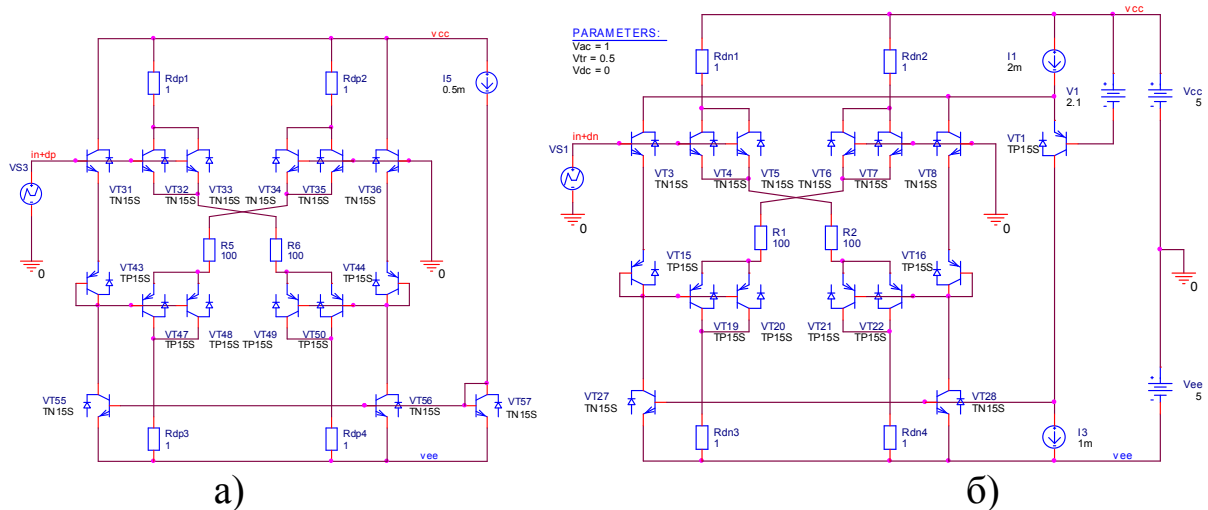 vcc
Rdp1
1
Rdp2
1
I5
0.5m
in+dp
VS3
0
VT31
TN15S
VT32
TN15S
VT33
TN15S
VT34
TN15S
VT35
TN15S
VT36
TN15S
0
R5
100
R6
100
VT43
TP15S
VT44
TP15S
VT47
TP15S
VT48
TP15S
VT49
TP15S
VT50
TP15S
VT55
TN15S
VT56
TN15S
VT57
TN15S
Rdp3
1
Rdp4
1
vee
а)
PARAMETERS:
Vac = 1
Vtr = 0.5
Vdc = 0
vcc
Rdn1
1
Rdn2
1
I1
2m
V1
2.1
Vcc
5
in+dn
VS1
0
VT1
TP15S
VT3
TN15S
VT4
TN15S
VT5
TN15S
VT6
TN15S
VT7
TN15S
VT8
TN15S
0
R1
100
R2
100
0
VT15
TP15S
VT16
TP15S
VT19
TP15S
VT20
TP15S
VT21
TP15S
VT22
TP15S
VT27
TN15S
VT28
TN15S
Vee
5
Rdn3
1
Rdn4
1
I3
1m
vee
б)